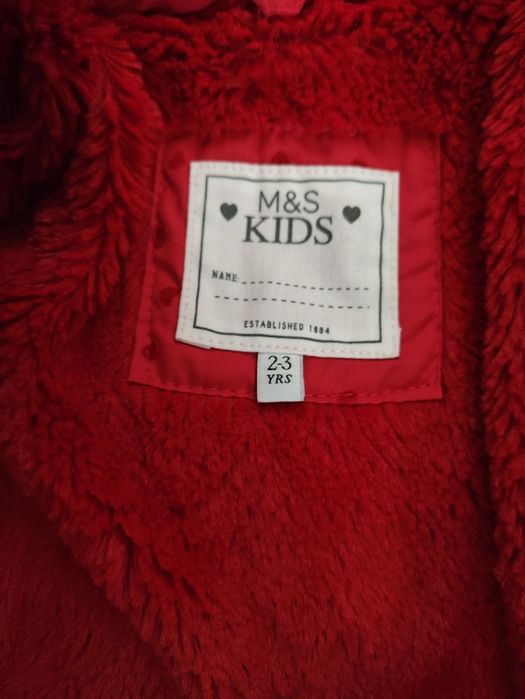 M&S
KIDS
NAME:
ESTABLISHED 1884
2-3
YRS